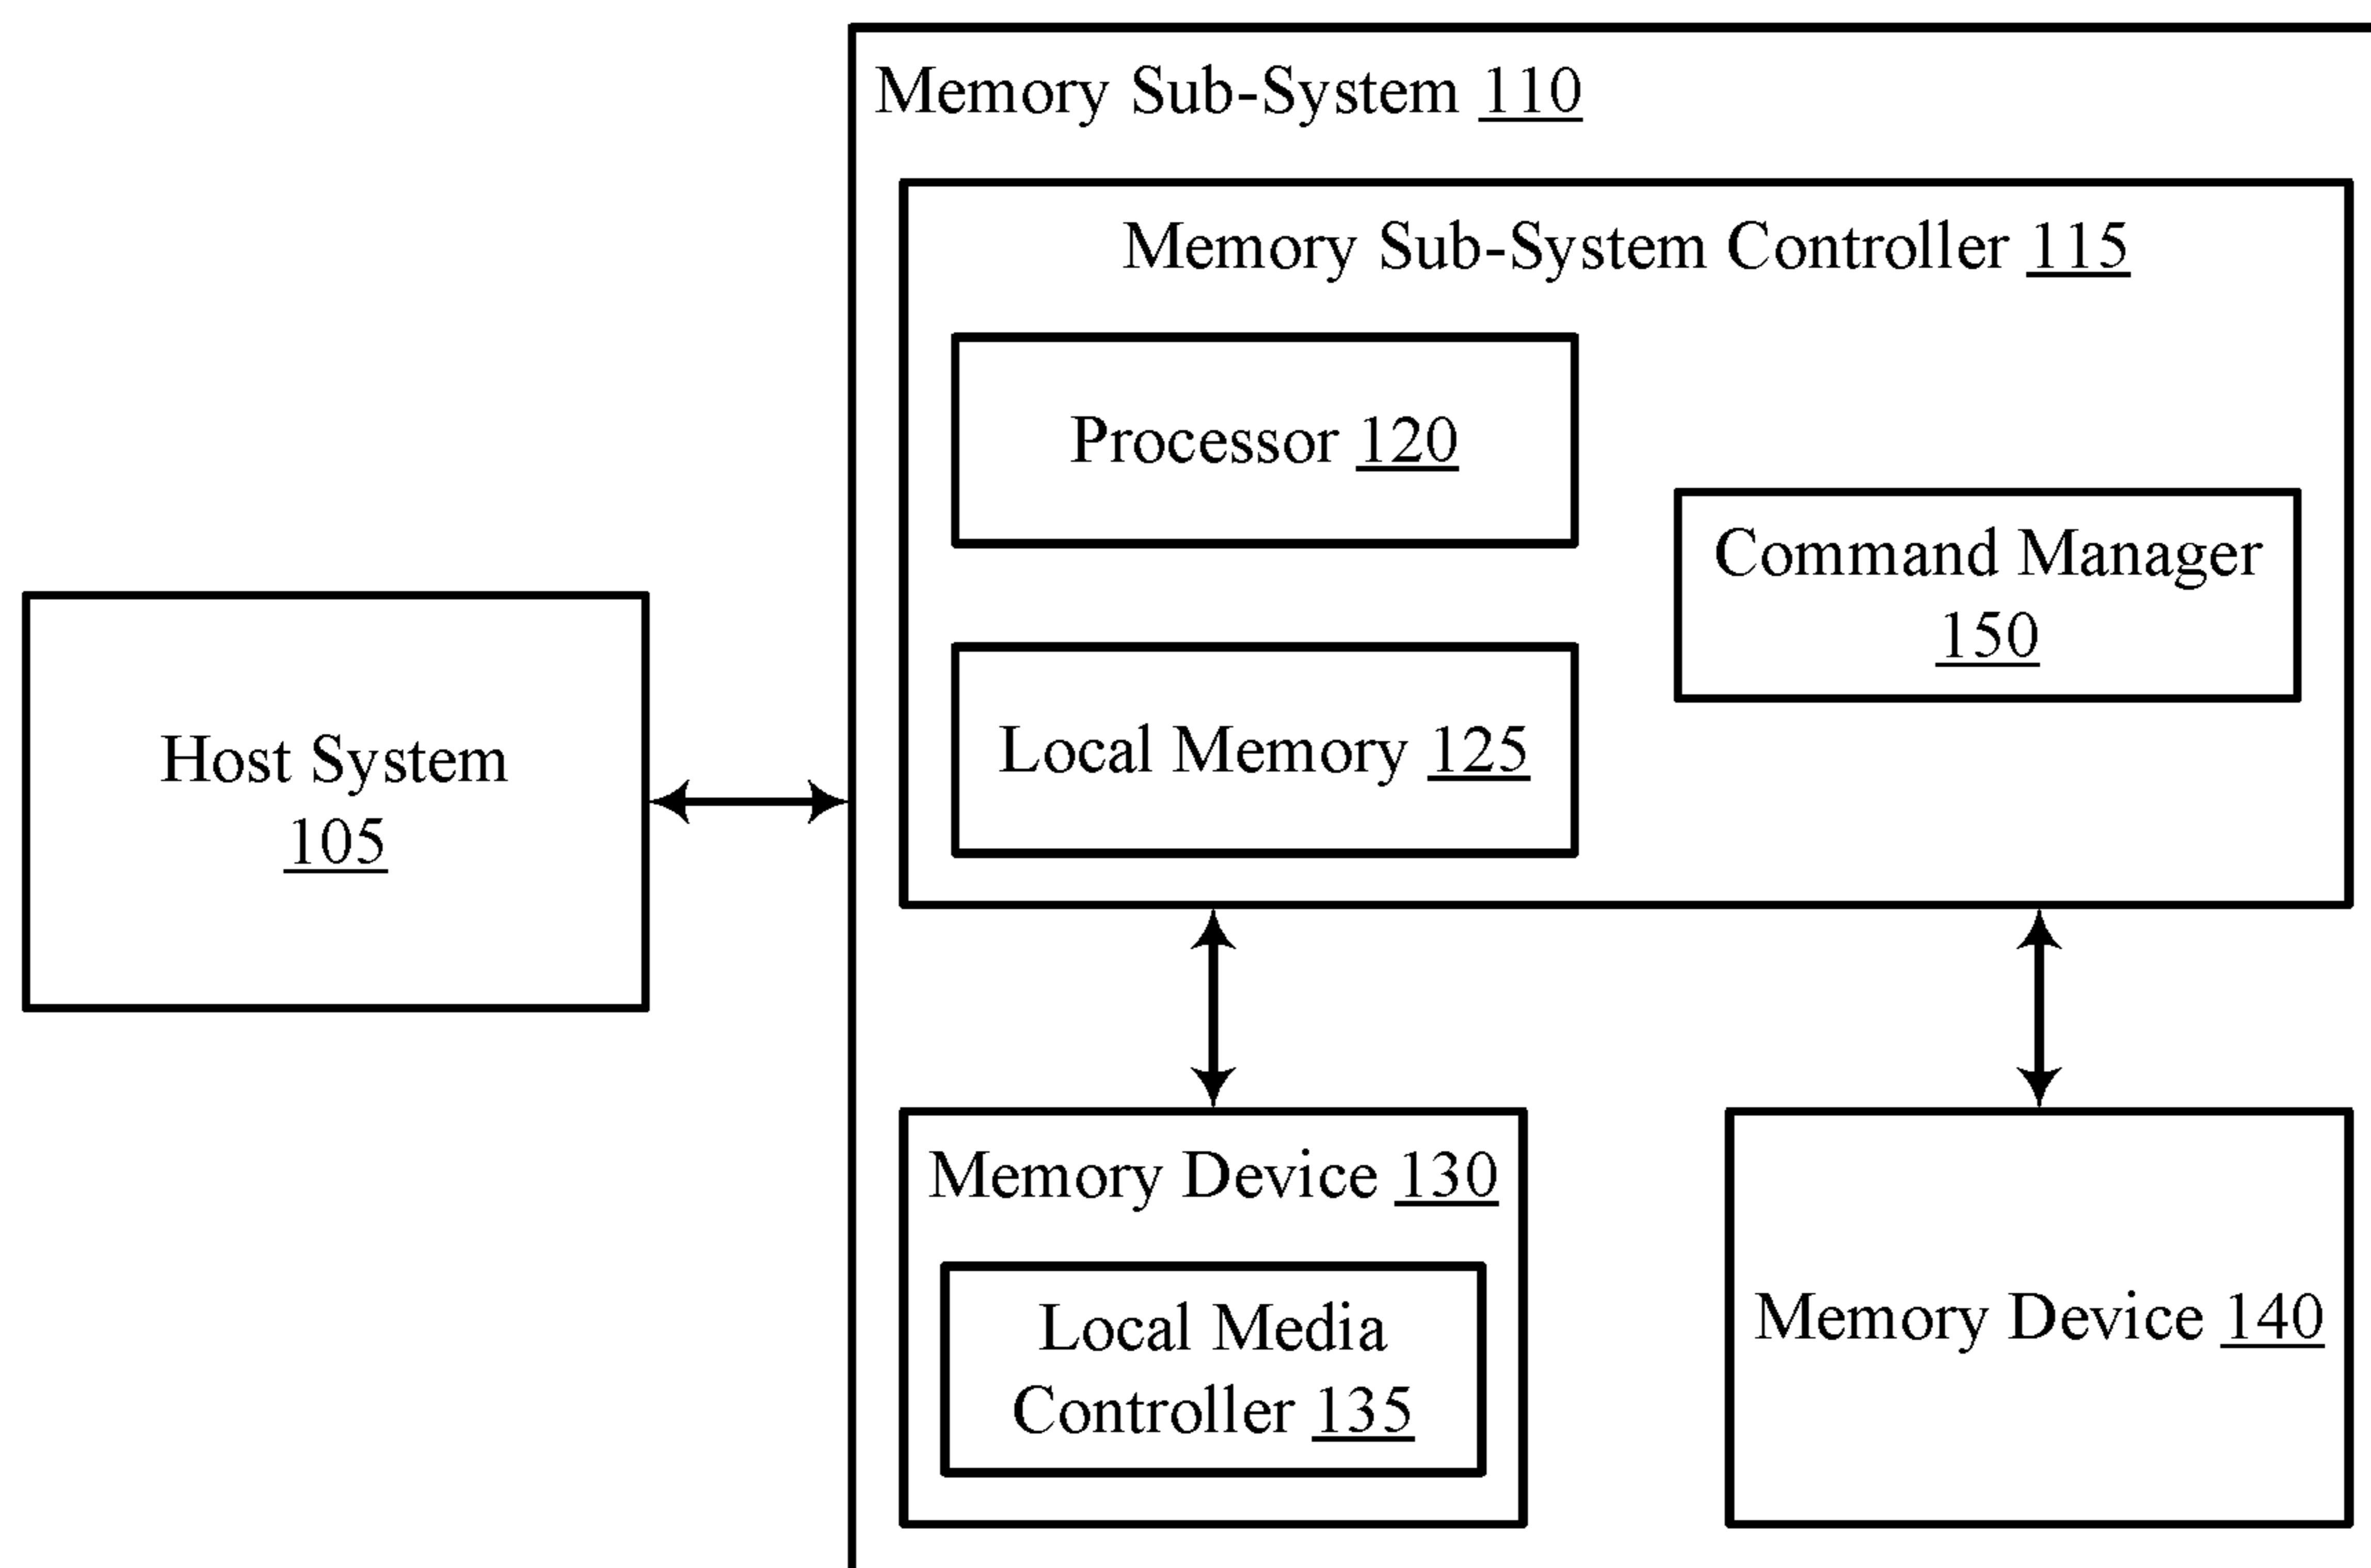 Memory Sub-System 110
Memory Sub-System Controller 115
Processor 120
Command Manager
150
Local Memory 125
Host System
105
Memory Device 130
Local Media
Controller 135
Memory Device 140